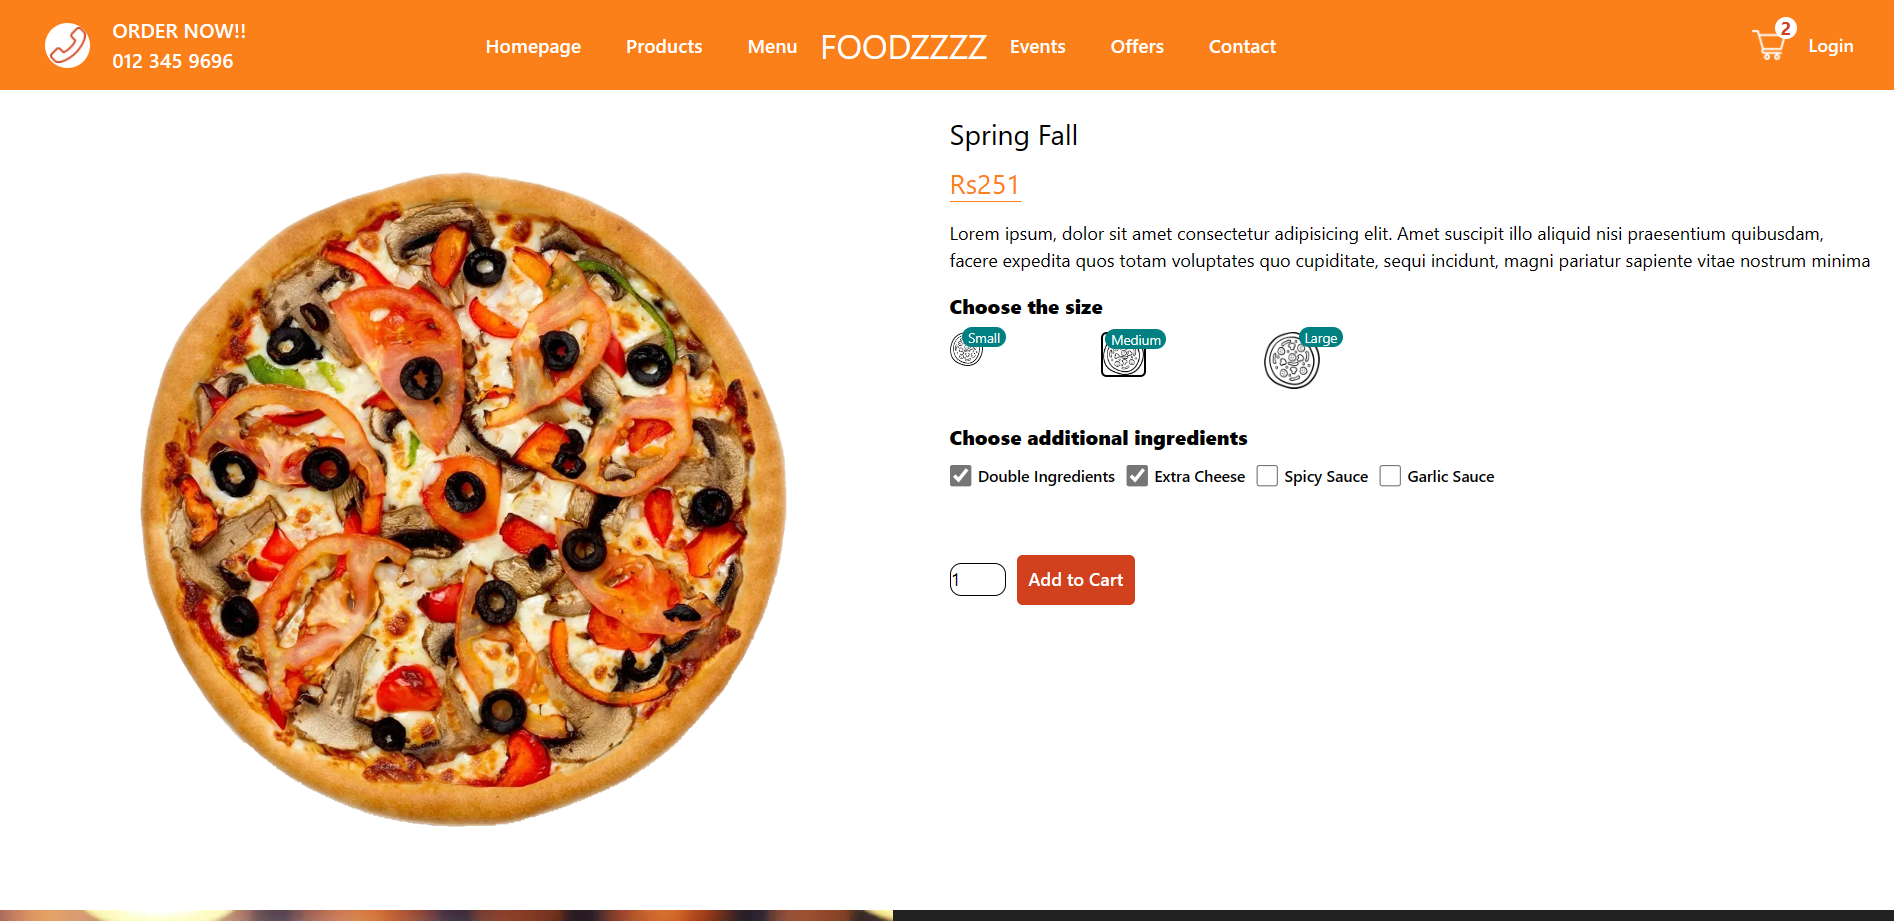 ORDER NOW!!
012 345 9696
Homepage Products Menu FOODZZZZ Events Offers Contact
2
Login
Spring Fall
Rs251
Lorem ipsum, dolor sit amet consectetur adipisicing elit. Amet suscipit illo aliquid nisi praesentium quibusdam,
facere expedita quos totam voluptates quo cupiditate, sequi incidunt, magni pariatur sapiente vitae nostrum minima
Choose the size
Small Medium Large
Choose additional ingredients
Double Ingredients Extra Cheese Spicy Sauce Garlic Sauce
1 Add to Cart